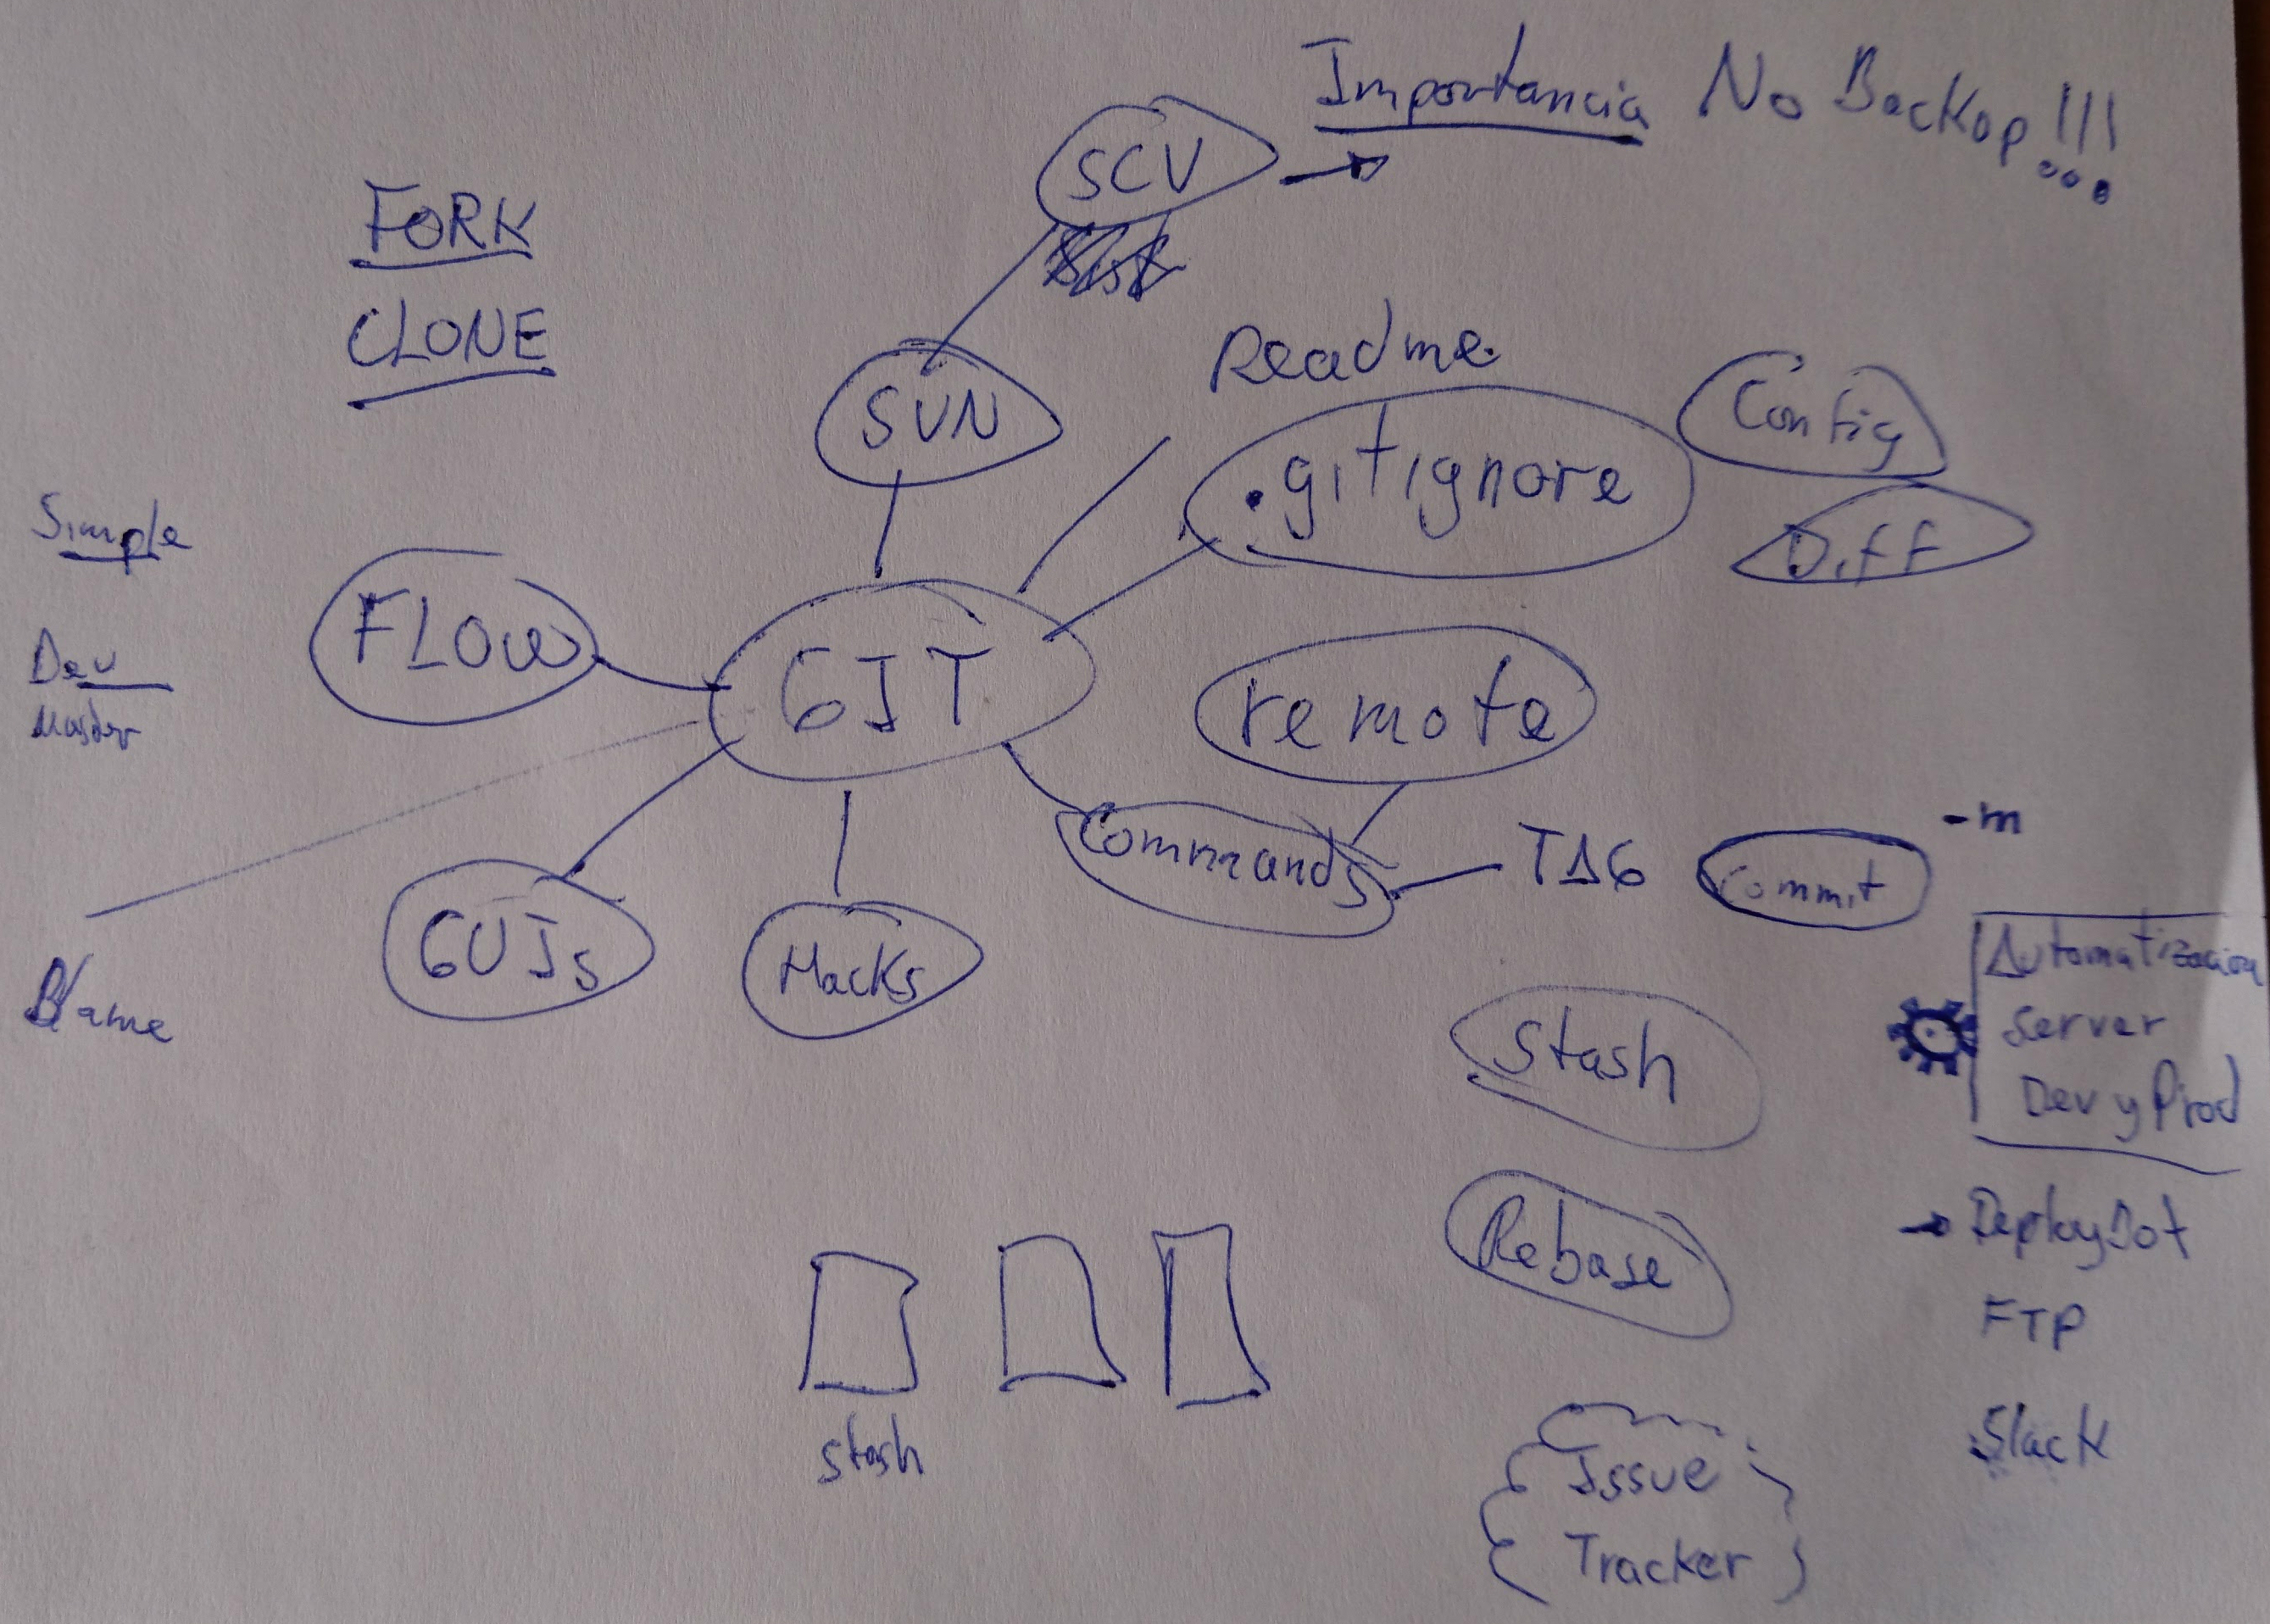 Importancia No Backop!!!
SCV
FORK
CLONE
SVN
Readme
.gitignore
Config
Diff
Simple
FLOW
Dev
Master
GIT
remote
Commands
TAG
Commit
-m
GUIs
Hacks
Blame
Automatización
Server
Dev y Prod
Stash
Rebase
DeployBot
FTP
Slack
stash
Issue
Tracker